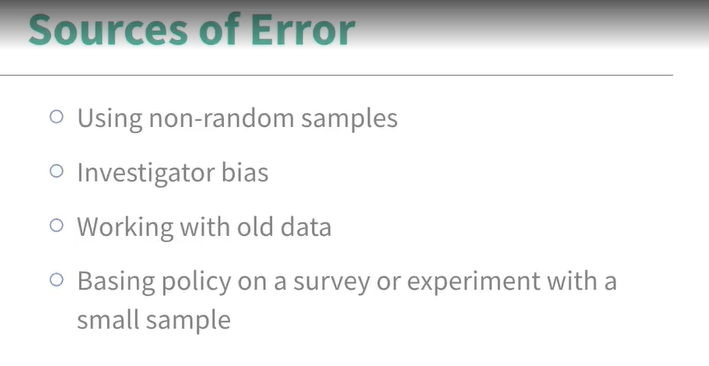 Sources of Error
Using non-random samples
Investigator bias
Working with old data
Basing policy on a survey or experiment with a
small sample